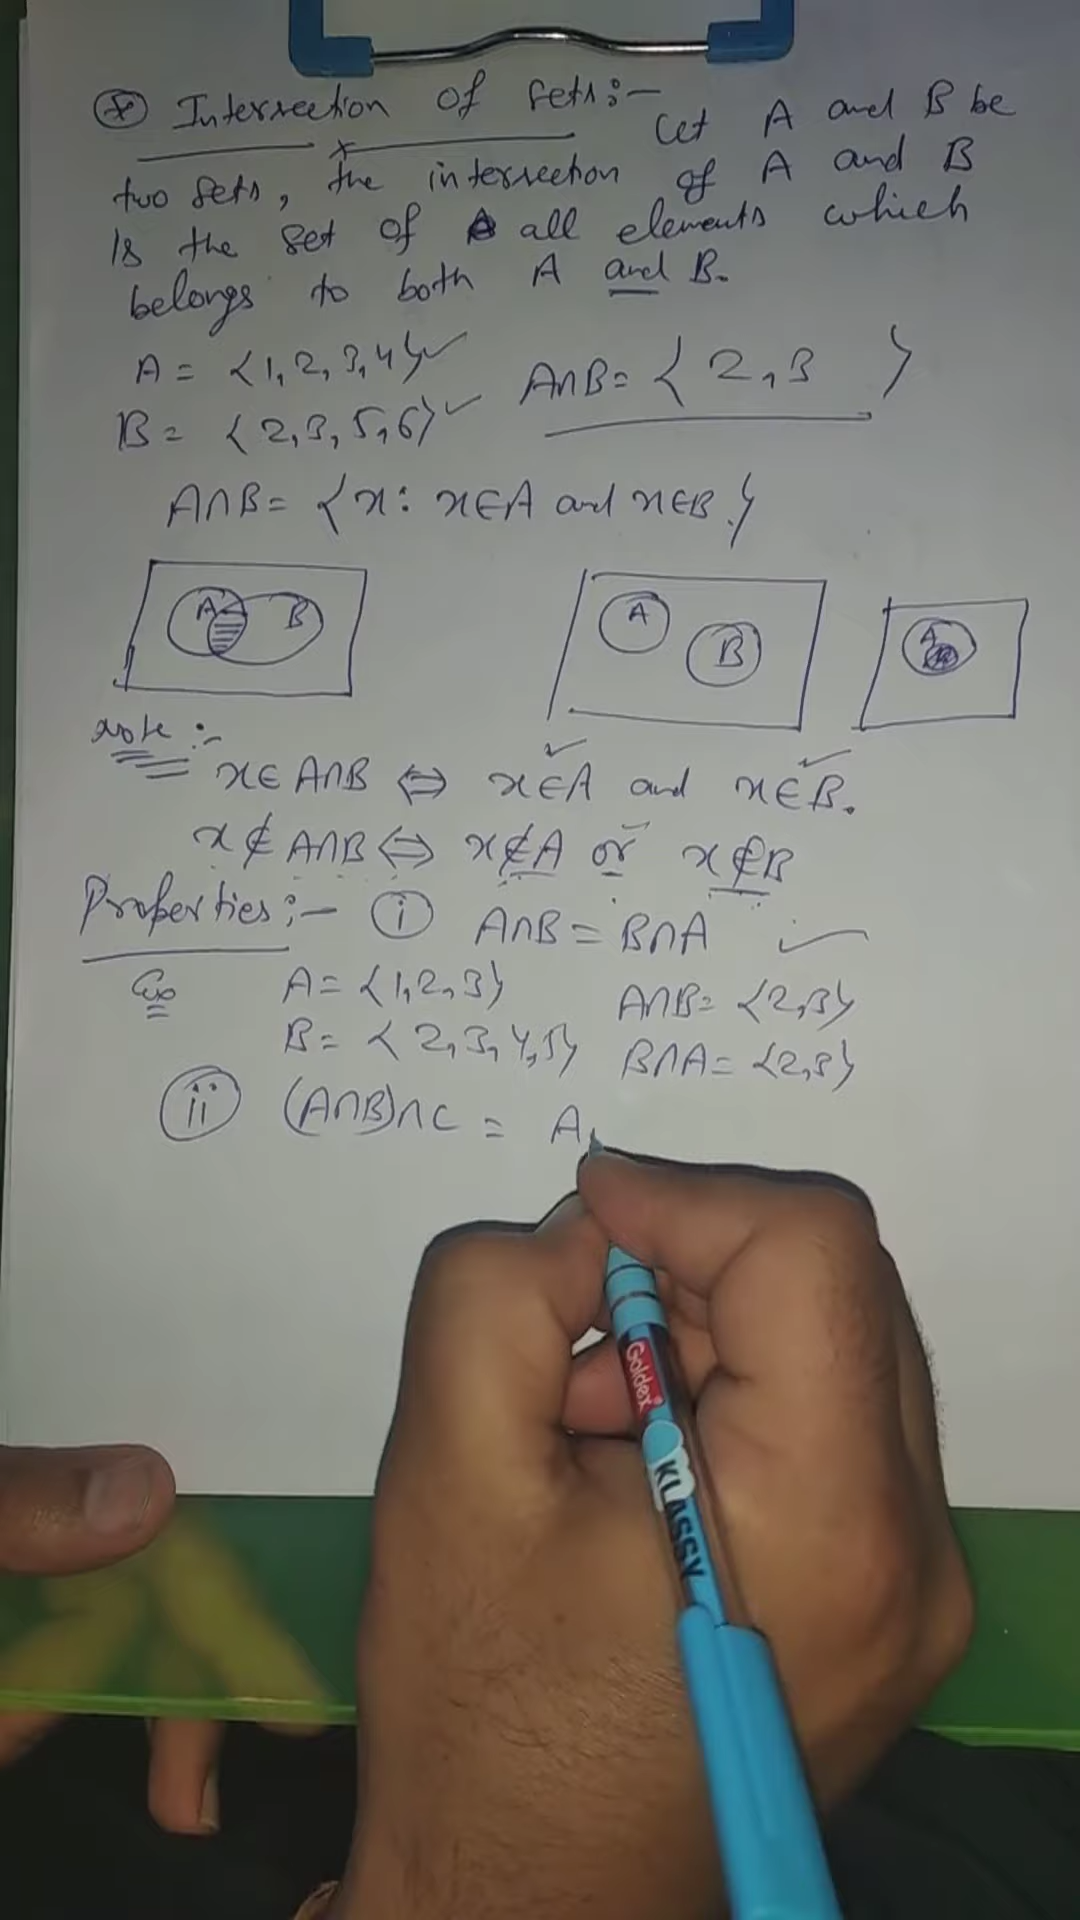 Intersection of sets:- Let A and B be
two sets, the intersection of A and B
is the set of all elements which
belongs to both A and B.
A = {1, 2, 3, 4} ✓ A∩B = { 2, 3 }
B = {2, 3, 5, 6} ✓
A∩B = {x : x∈A and x∈B.}
A B
A
B
A
Note :-
x∈A∩B ⇔ x∈A and x∈B.
x∉A∩B ⇔ x∉A or x∉B
Properties :- (i) A∩B = B∩A
A = {1, 2, 3} A∩B = {2, 3}
B = {2, 3, 4, 5} B∩A = {2, 3}
(ii) (A∩B)∩C = A
Goldex
KLASSY